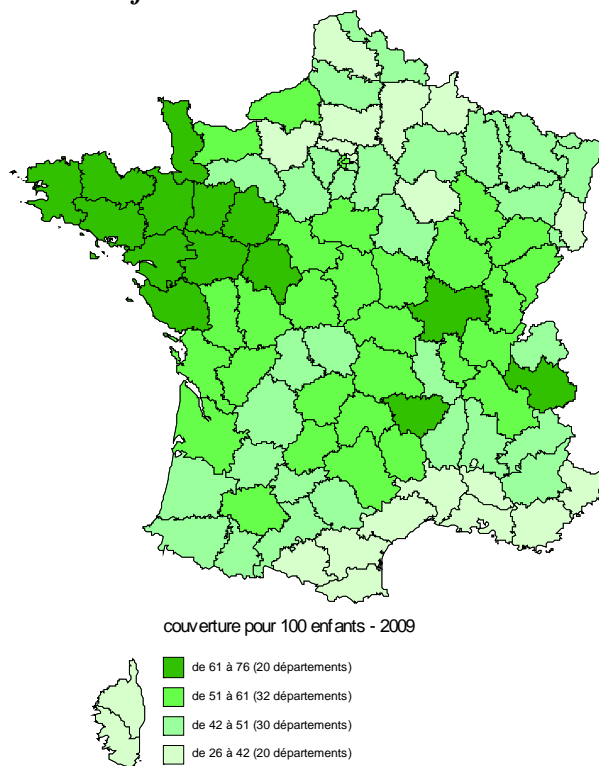 couverture pour 100 enfants - 2009
de 61 à 76 (20 départements)
de 51 à 61 (32 départements)
de 42 à 51 (30 départements)
de 26 à 42 (20 départements)